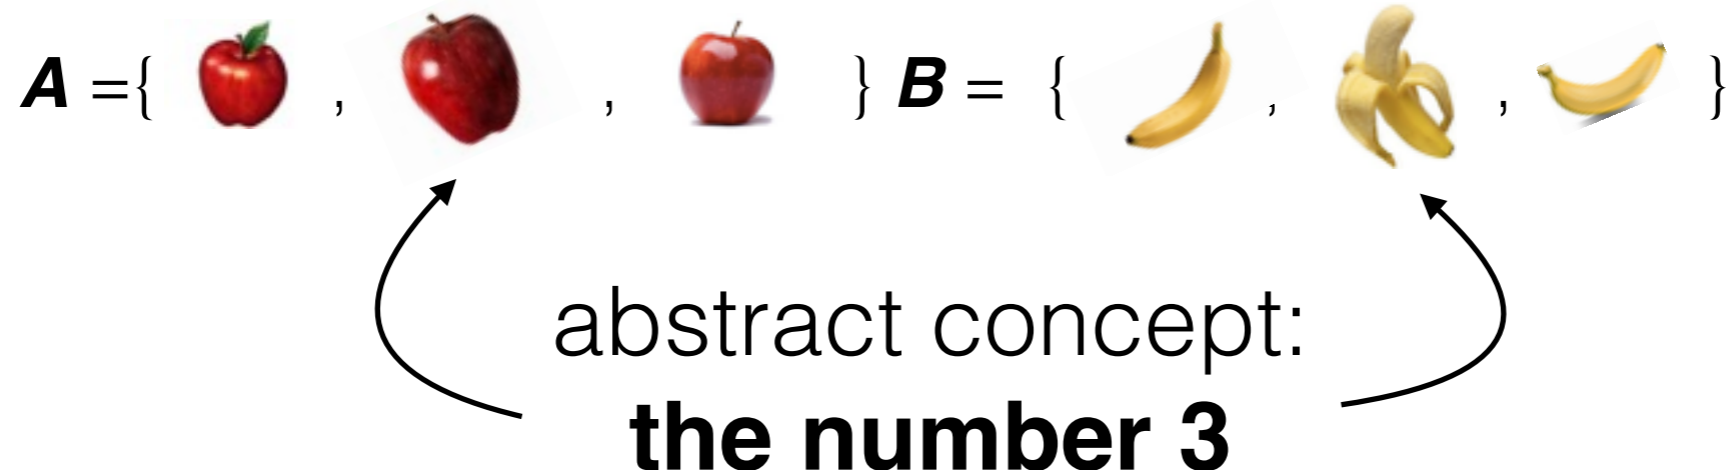 A = { , , } B = { , , }
abstract concept:
the number 3